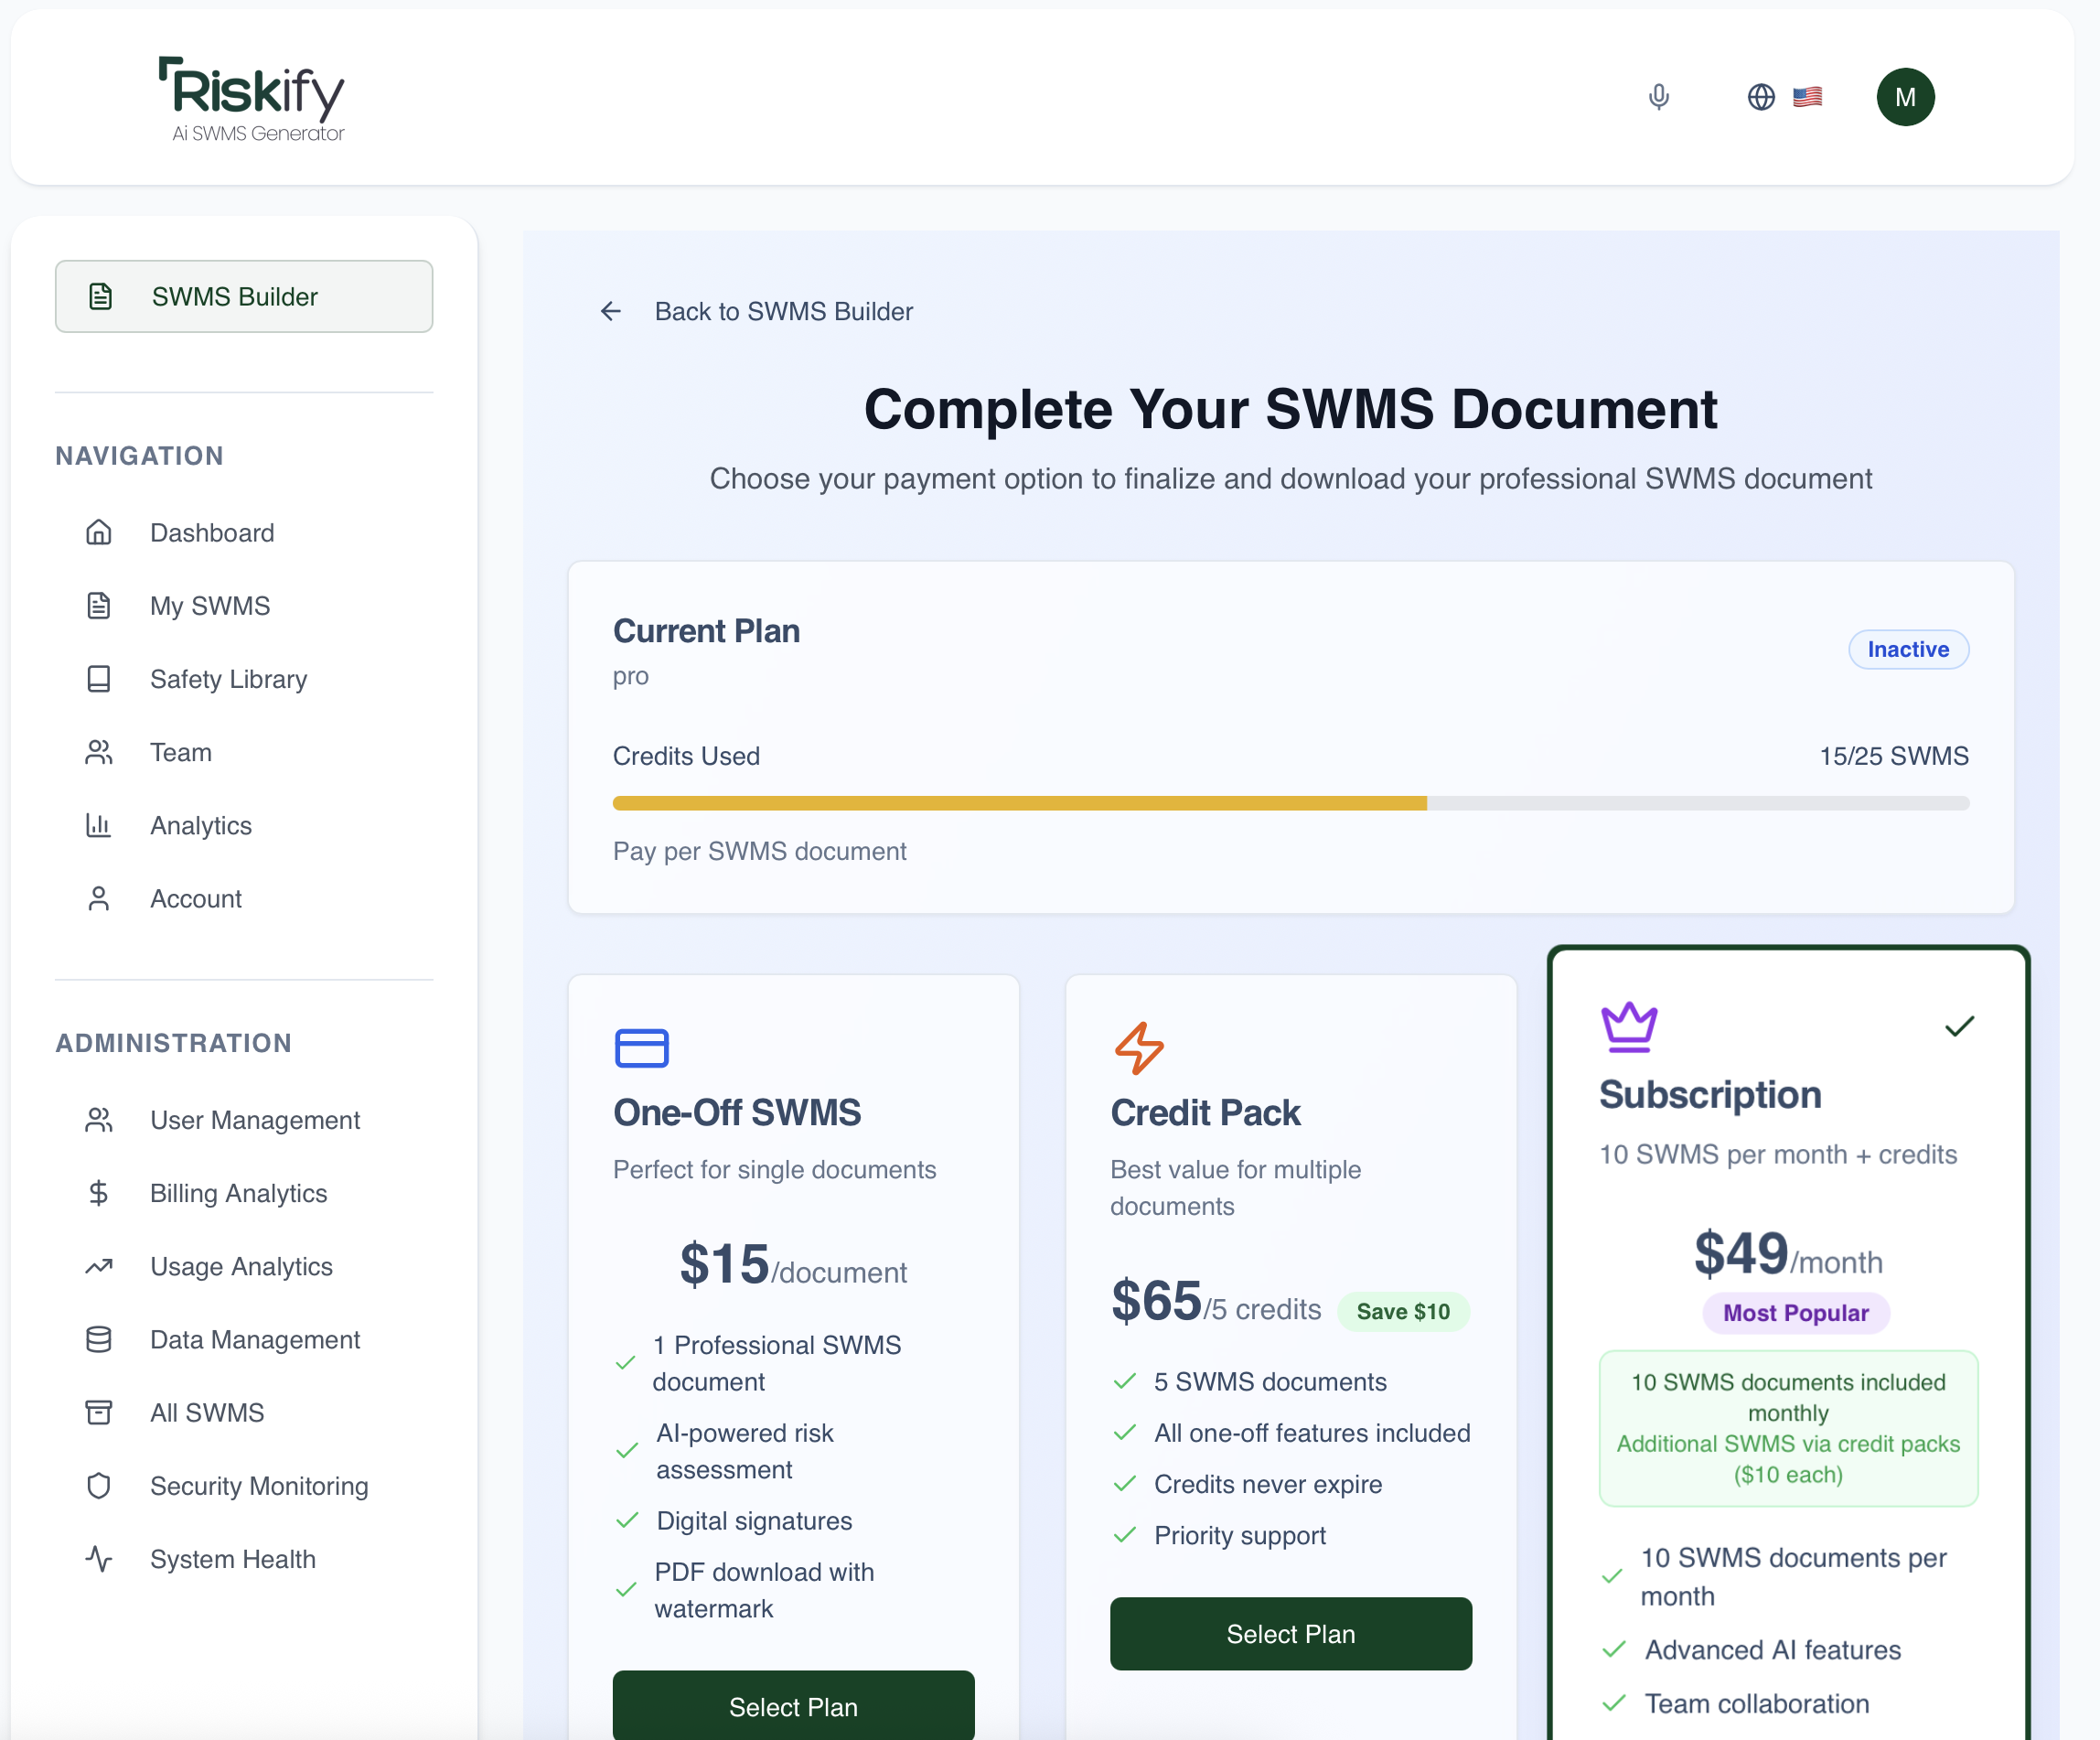 Riskify
Ai SWMS Generator
M
SWMS Builder
NAVIGATION
Dashboard
My SWMS
Safety Library
Team
Analytics
Account
ADMINISTRATION
User Management
Billing Analytics
Usage Analytics
Data Management
All SWMS
Security Monitoring
System Health
Back to SWMS Builder
Complete Your SWMS Document
Choose your payment option to finalize and download your professional SWMS document
Current Plan
pro
Inactive
Credits Used
15/25 SWMS
Pay per SWMS document
One-Off SWMS
Perfect for single documents
$15/document
1 Professional SWMS
document
AI-powered risk
assessment
Digital signatures
PDF download with
watermark
Select Plan
Credit Pack
Best value for multiple
documents
$65/5 credits
Save $10
5 SWMS documents
All one-off features included
Credits never expire
Priority support
Select Plan
Subscription
10 SWMS per month + credits
$49/month
Most Popular
10 SWMS documents included
monthly
Additional SWMS via credit packs
($10 each)
10 SWMS documents per
month
Advanced AI features
Team collaboration